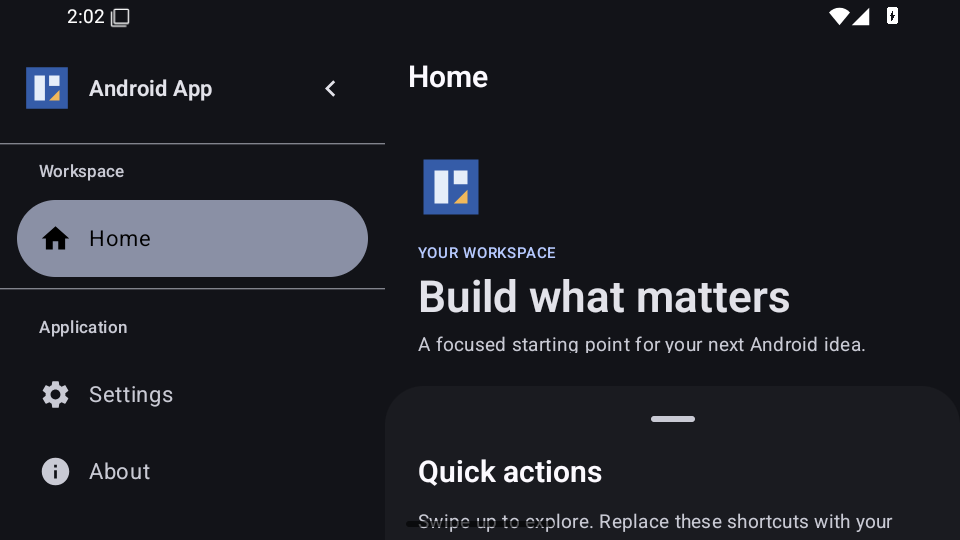 2:02
Android App
Workspace
Home
Application
Settings
About
Home
YOUR WORKSPACE
Build what matters
A focused starting point for your next Android idea.
Quick actions
Swipe up to explore. Replace these shortcuts with your